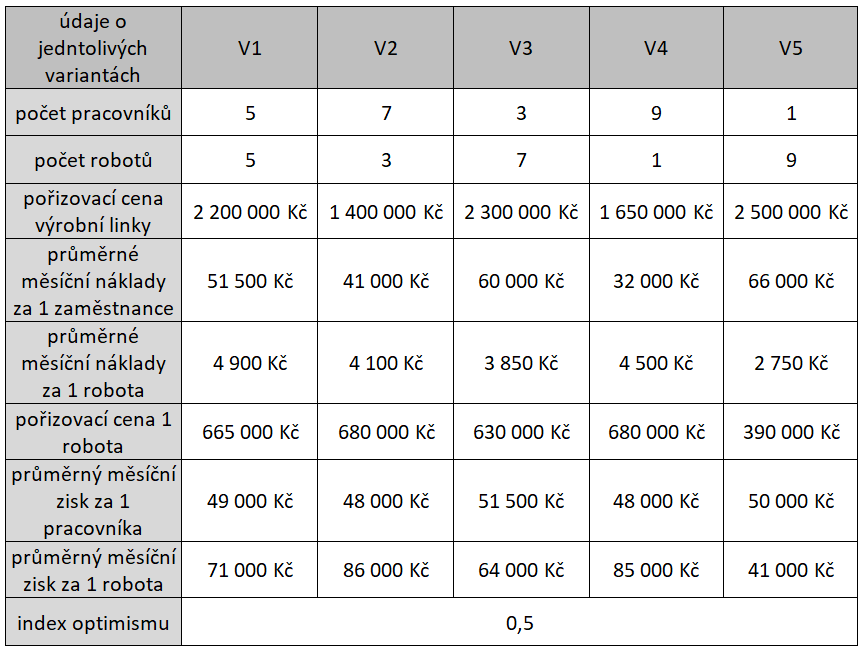 údaje o
jedntolivých
variantách
V1
V2
V3
V4
V5
počet pracovníků
5
7
3
9
1
počet robotů
5
3
7
1
9
pořizovací cena
výrobní linky
2 200 000 Kč
1 400 000 Kč
2 300 000 Kč
1 650 000 Kč
2 500 000 Kč
průměrné
měsíční náklady
za 1 zaměstnance
51 500 Kč
41 000 Kč
60 000 Kč
32 000 Kč
66 000 Kč
průměrné
měsíční náklady
za 1 robota
4 900 Kč
4 100 Kč
3 850 Kč
4 500 Kč
2 750 Kč
pořizovací cena 1
robota
665 000 Kč
680 000 Kč
630 000 Kč
680 000 Kč
390 000 Kč
průměrný měsíční
zisk za 1
pracovníka
49 000 Kč
48 000 Kč
51 500 Kč
48 000 Kč
50 000 Kč
průměrný měsíční
zisk za 1 robota
71 000 Kč
86 000 Kč
64 000 Kč
85 000 Kč
41 000 Kč
index optimismu
0,5